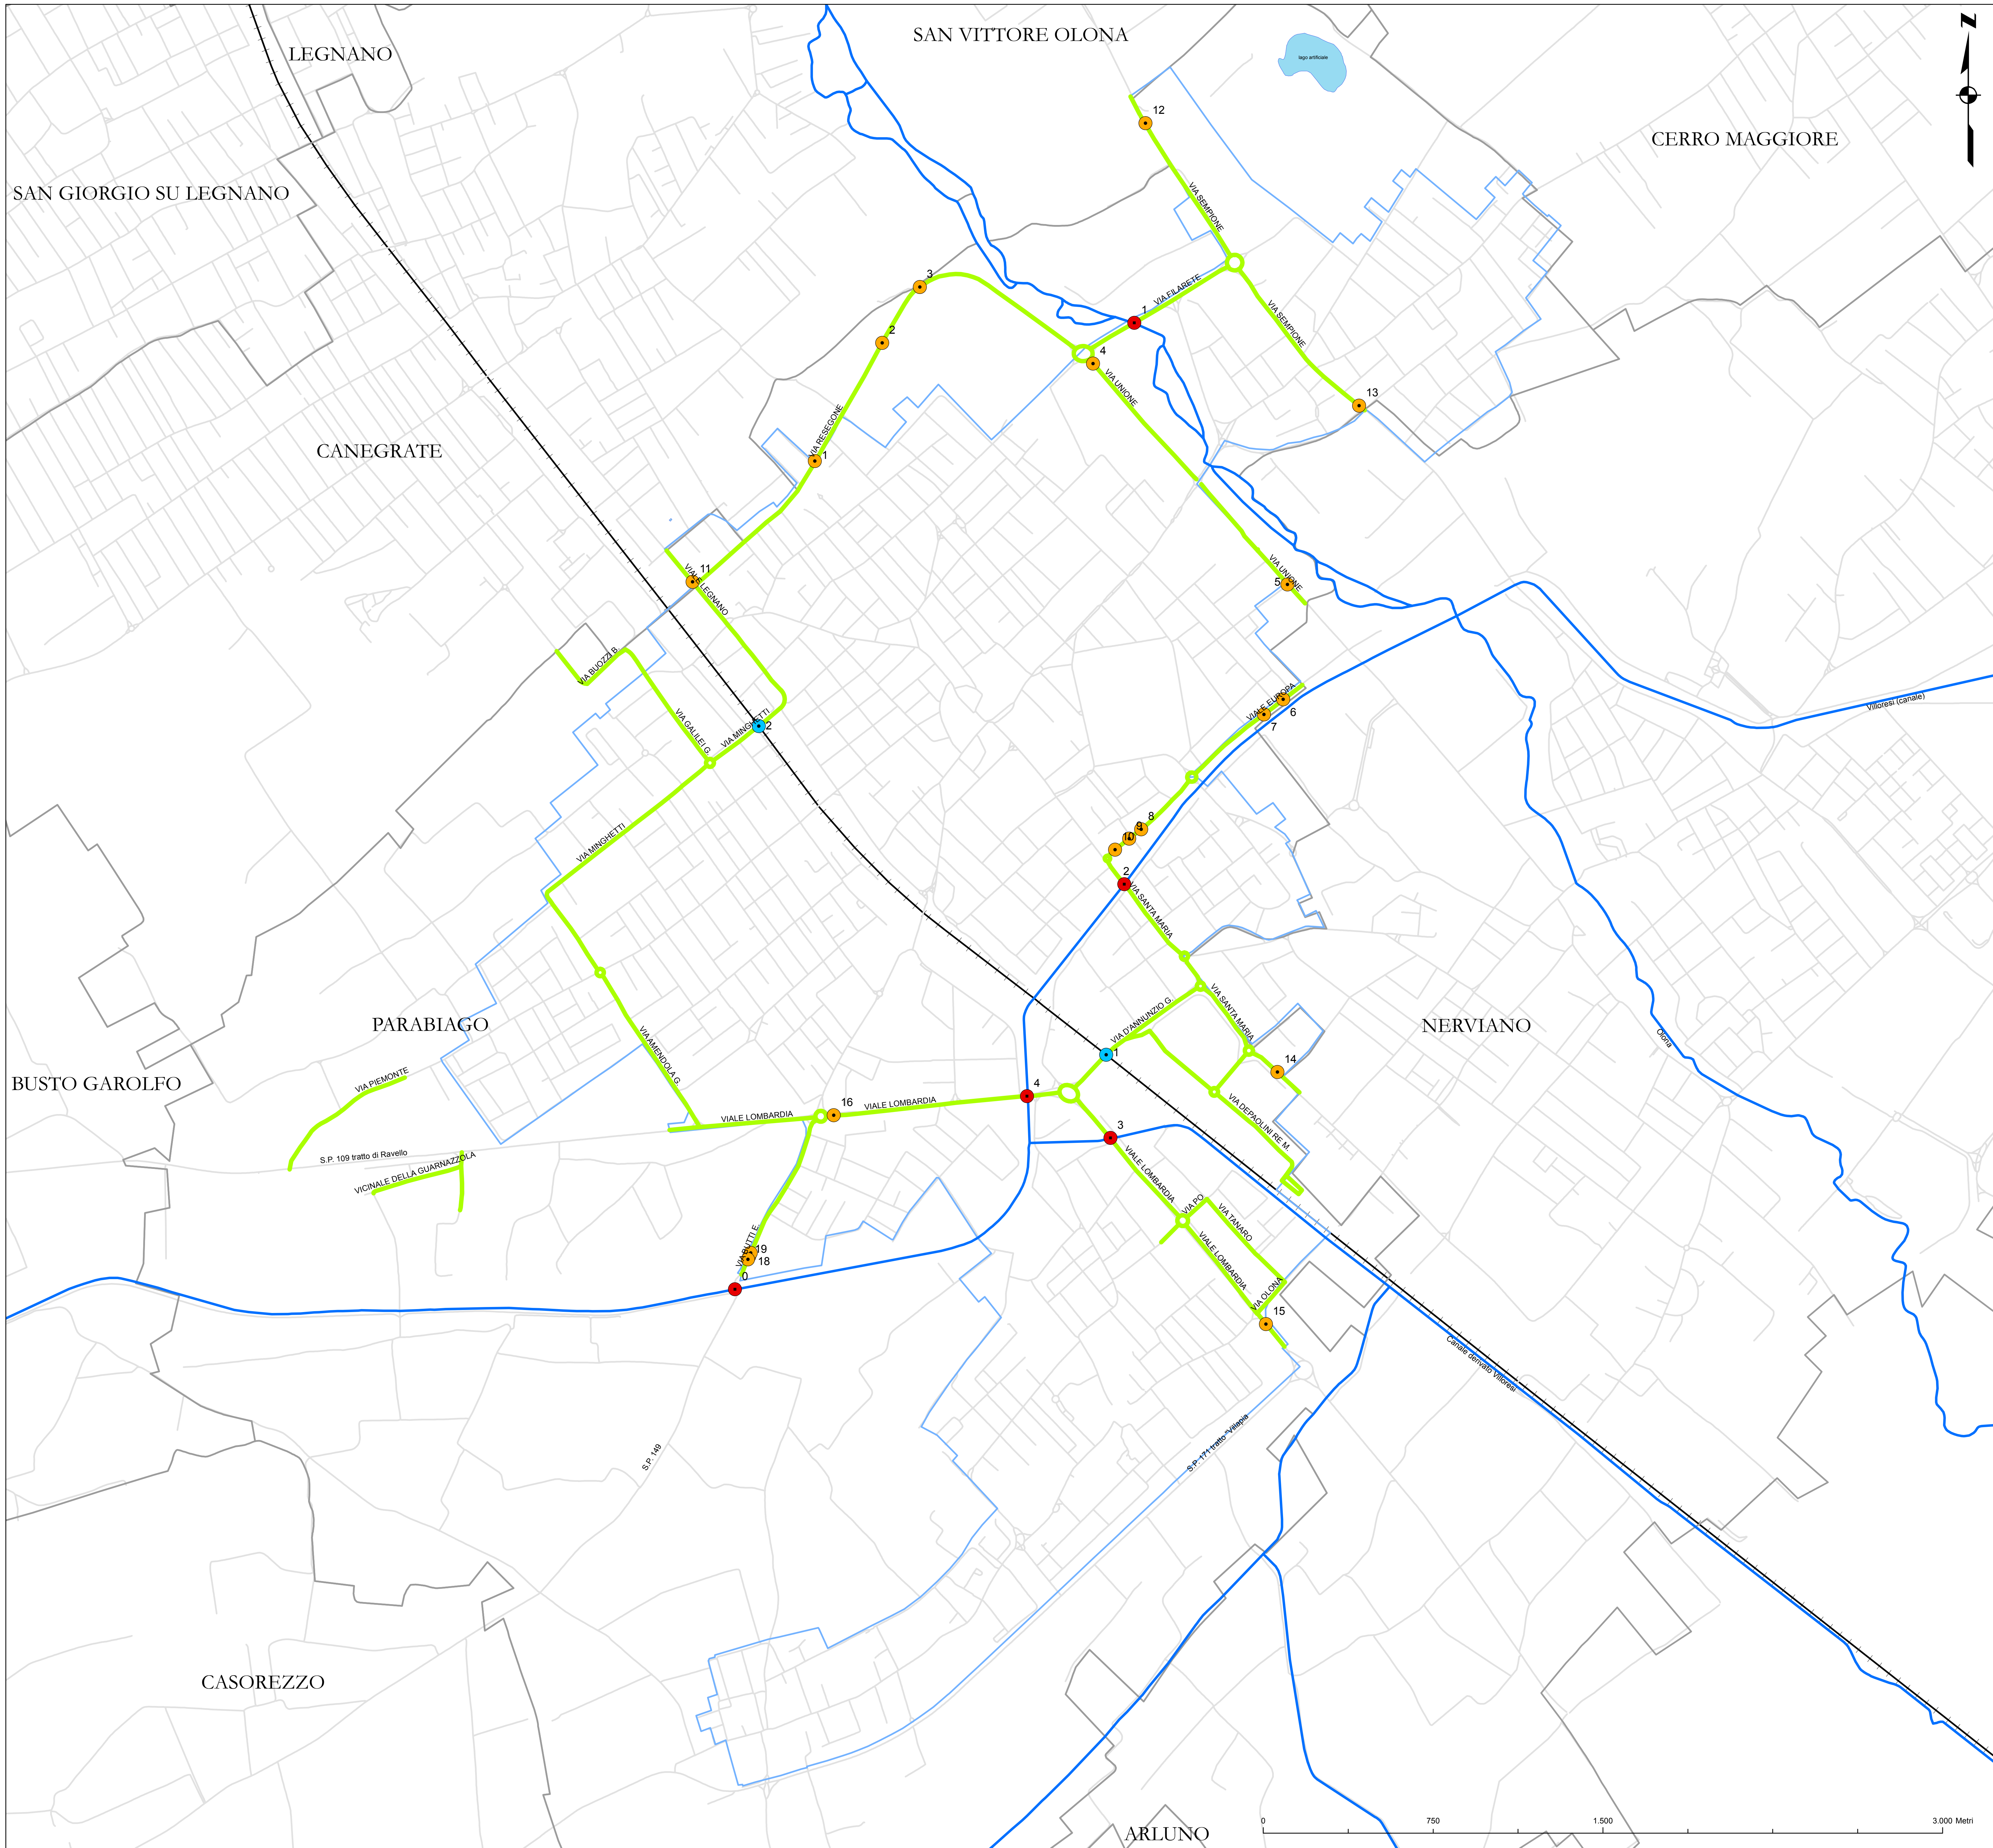 SAN VITTORE OLONA
N
LEGNANO
lago artificiale
12
CERRO MAGGIORE
SAN GIORGIO SU LEGNANO
VIA SEMPIONE
3
VIA FILARETE
1
VIA SEMPIONE
2
4
VIA UNIONE
13
CANEGRATE
VIA RESEGONE
1
11
VIALE LEGNANO
VIA UNIONE
5
VIA BUOZZI B.
VIA GALILEI G.
VIA MINGHETTI
2
VIALE EUROPA
6
7
Villoresi (canale)
VIA MINGHETTI
8
9
10
2
VIA SANTA MARIA
VIA SANTA MARIA
PARABIAGO
VIA D'ANNUNZIO G.
NERVIANO
Olona
1
14
VIA AMENDOLA G.
BUSTO GAROLFO
VIA PIEMONTE
4
16
VIALE LOMBARDIA
VIALE LOMBARDIA
3
VIA DEPAOLINI RE M.
S.P. 109 tratto di Ravello
VICINALE DELLA GUARNAZZOLA
VIALE LOMBARDIA
VIA PO
VIA TANARO
VIA BUTTI E.
19
18
0
VIALE LOMBARDIA
VIA OLONA
15
Canale derivato Villoresi
S.P. 149
S.P. 171 tratto "Villapia
CASOREZZO
ARLUNO
0 750 1.500 3.000 Metri